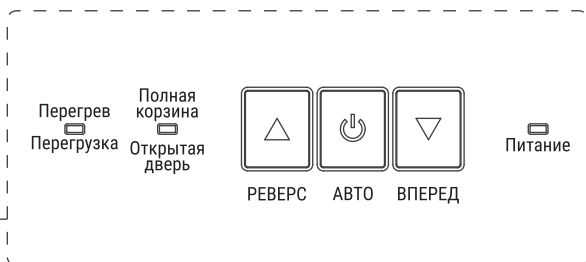 Перегрев
Перегрузка
Полная
корзина
Открытая
дверь
РЕВЕРС
АВТО
ВПЕРЕД
Питание